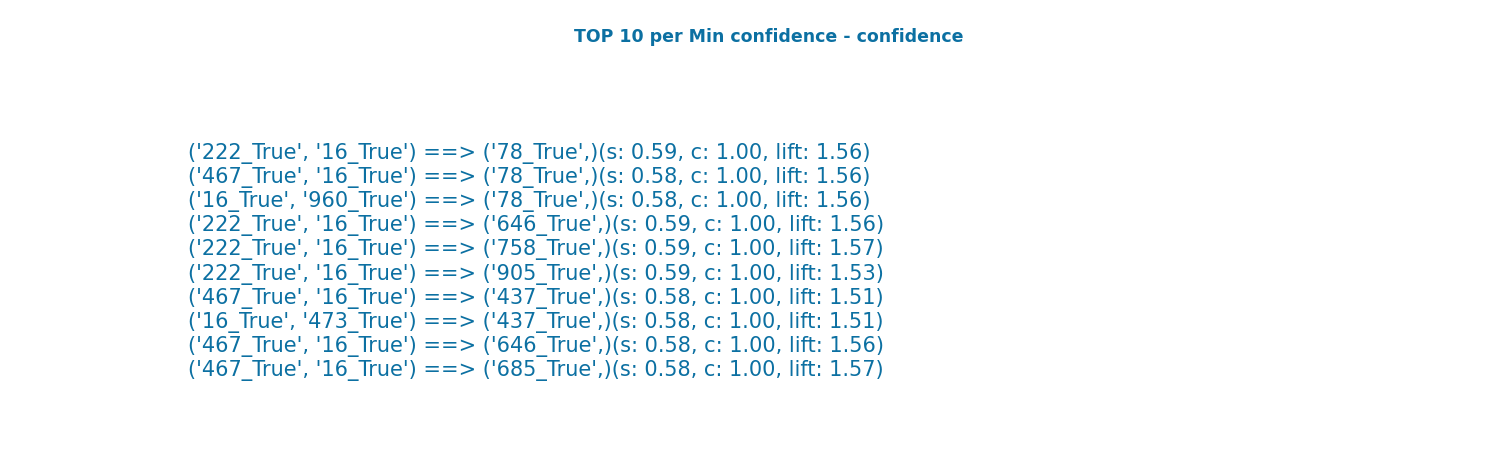 TOP 10 per Min confidence - confidence
('222_True', '16_True') ==> ('78_True',)(s: 0.59, c: 1.00, lift: 1.56)
('467_True', '16_True') ==> ('78_True',)(s: 0.58, c: 1.00, lift: 1.56)
('16_True', '960_True') ==> ('78_True',)(s: 0.58, c: 1.00, lift: 1.56)
('222_True', '16_True') ==> ('646_True',)(s: 0.59, c: 1.00, lift: 1.56)
('222_True', '16_True') ==> ('758_True',)(s: 0.59, c: 1.00, lift: 1.57)
('222_True', '16_True') ==> ('905_True',)(s: 0.59, c: 1.00, lift: 1.53)
('467_True', '16_True') ==> ('437_True',)(s: 0.58, c: 1.00, lift: 1.51)
('16_True', '473_True') ==> ('437_True',)(s: 0.58, c: 1.00, lift: 1.51)
('467_True', '16_True') ==> ('646_True',)(s: 0.58, c: 1.00, lift: 1.56)
('467_True', '16_True') ==> ('685_True',)(s: 0.58, c: 1.00, lift: 1.57)